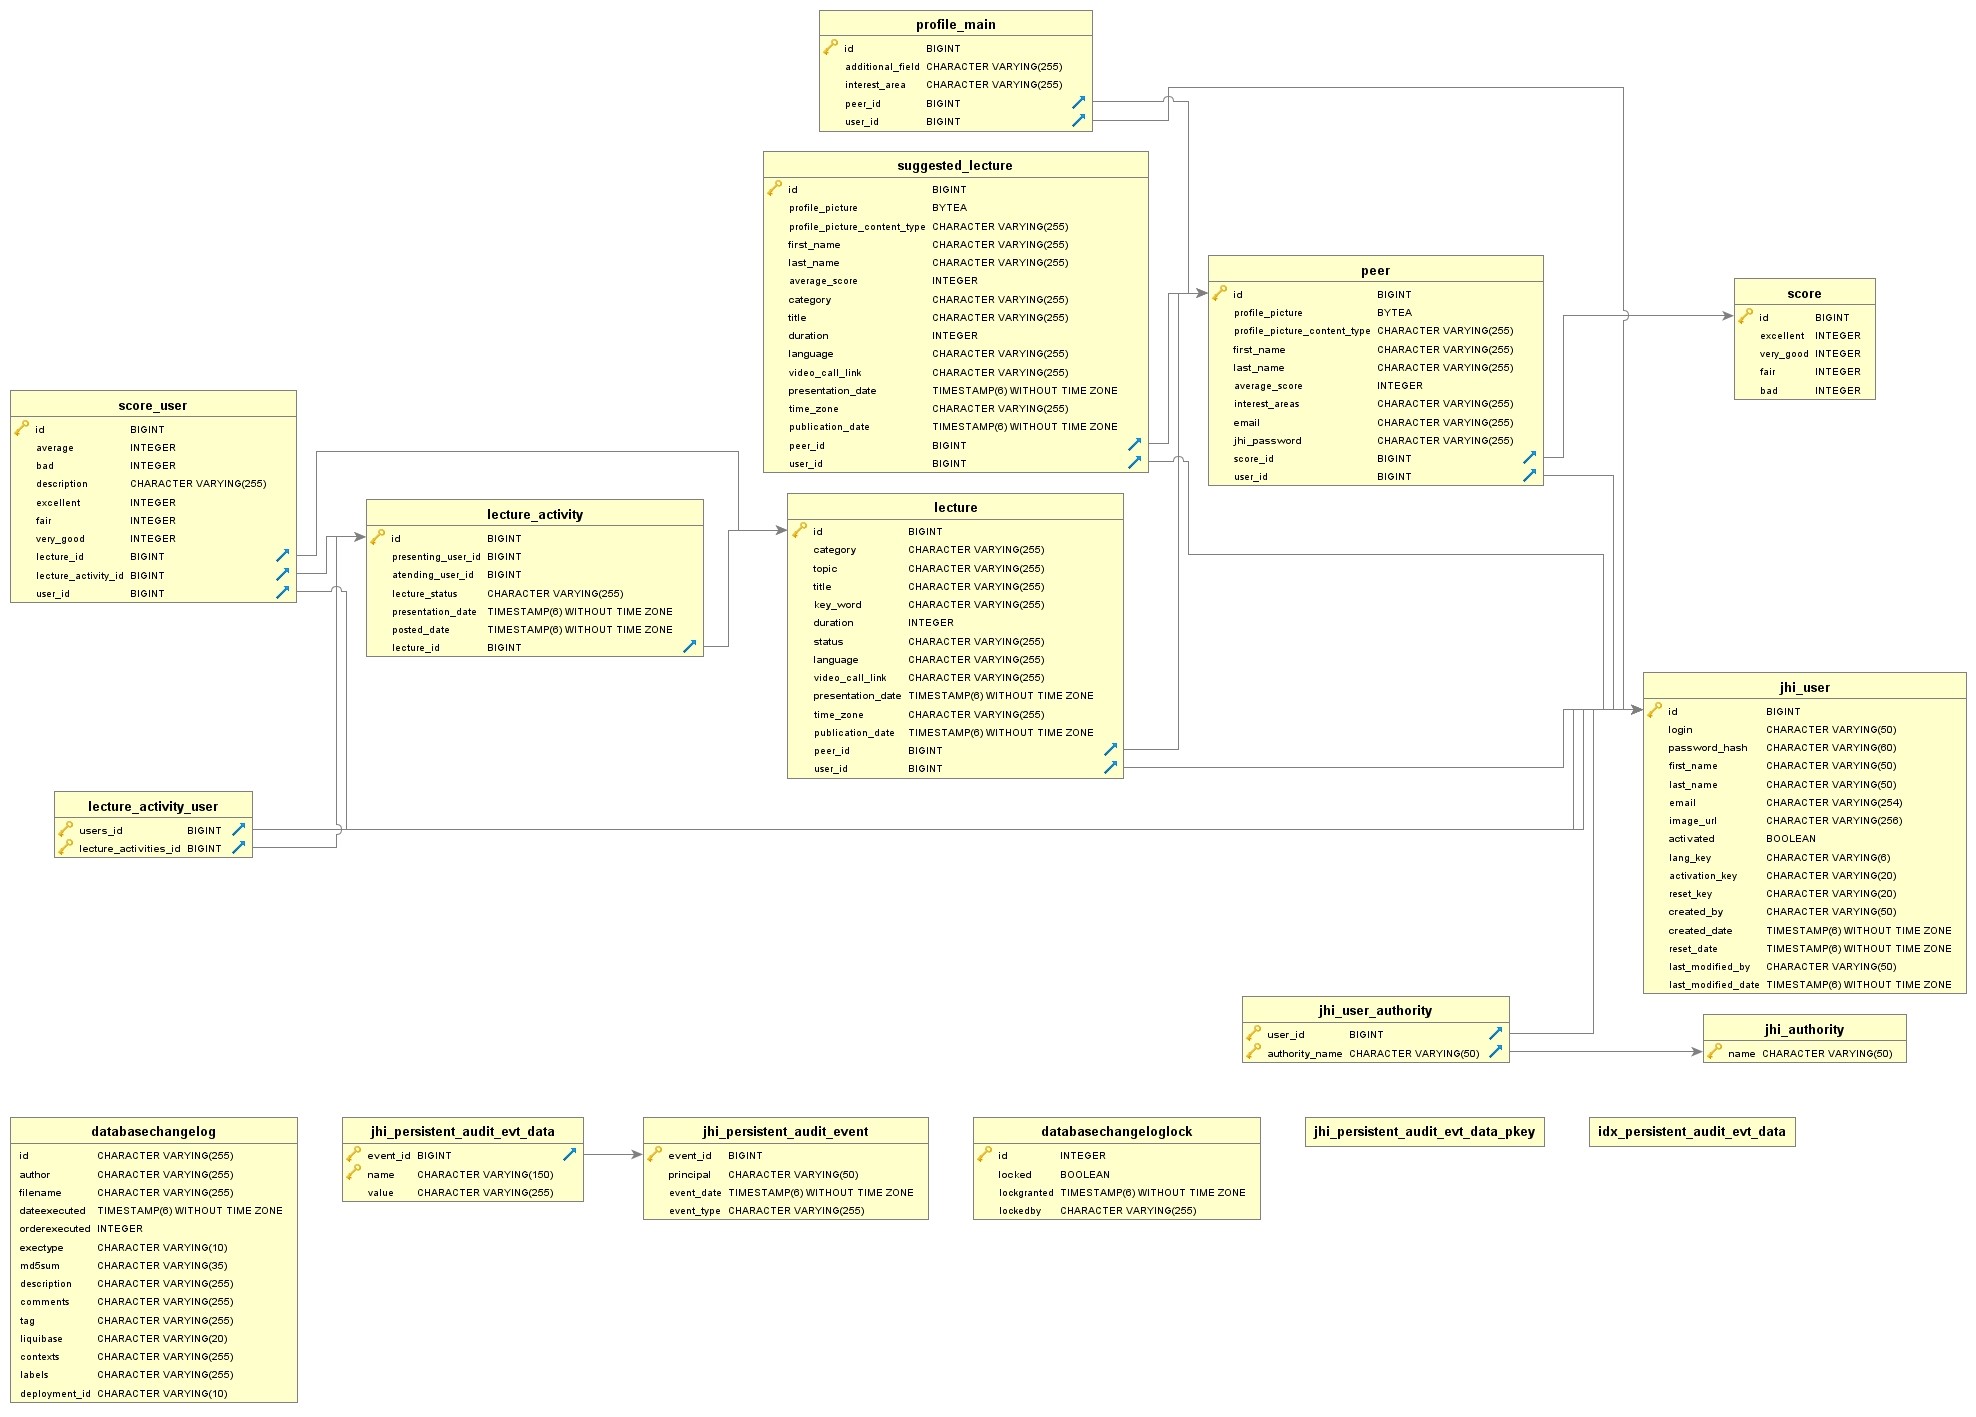 profile_main
id BIGINT
additional_field CHARACTER VARYING(255)
interest_area CHARACTER VARYING(255)
peer_id BIGINT
user_id BIGINT
suggested_lecture
id BIGINT
profile_picture BYTEA
profile_picture_content_type CHARACTER VARYING(255)
first_name CHARACTER VARYING(255)
last_name CHARACTER VARYING(255)
average_score INTEGER
category CHARACTER VARYING(255)
title CHARACTER VARYING(255)
duration INTEGER
language CHARACTER VARYING(255)
video_call_link CHARACTER VARYING(255)
presentation_date TIMESTAMP(6) WITHOUT TIME ZONE
time_zone CHARACTER VARYING(255)
publication_date TIMESTAMP(6) WITHOUT TIME ZONE
peer_id BIGINT
user_id BIGINT
peer
id BIGINT
profile_picture BYTEA
profile_picture_content_type CHARACTER VARYING(255)
first_name CHARACTER VARYING(255)
last_name CHARACTER VARYING(255)
average_score INTEGER
interest_areas CHARACTER VARYING(255)
email CHARACTER VARYING(255)
jhi_password CHARACTER VARYING(255)
score_id BIGINT
user_id BIGINT
score
id BIGINT
excellent INTEGER
very_good INTEGER
fair INTEGER
bad INTEGER
score_user
id BIGINT
average INTEGER
bad INTEGER
description CHARACTER VARYING(255)
excellent INTEGER
fair INTEGER
very_good INTEGER
lecture_id BIGINT
lecture_activity_id BIGINT
user_id BIGINT
lecture_activity
id BIGINT
presenting_user_id BIGINT
atending_user_id BIGINT
lecture_status CHARACTER VARYING(255)
presentation_date TIMESTAMP(6) WITHOUT TIME ZONE
posted_date TIMESTAMP(6) WITHOUT TIME ZONE
lecture_id BIGINT
lecture
id BIGINT
category CHARACTER VARYING(255)
topic CHARACTER VARYING(255)
title CHARACTER VARYING(255)
key_word CHARACTER VARYING(255)
duration INTEGER
status CHARACTER VARYING(255)
language CHARACTER VARYING(255)
video_call_link CHARACTER VARYING(255)
presentation_date TIMESTAMP(6) WITHOUT TIME ZONE
time_zone CHARACTER VARYING(255)
publication_date TIMESTAMP(6) WITHOUT TIME ZONE
peer_id BIGINT
user_id BIGINT
jhi_user
id BIGINT
login CHARACTER VARYING(50)
password_hash CHARACTER VARYING(60)
first_name CHARACTER VARYING(50)
last_name CHARACTER VARYING(50)
email CHARACTER VARYING(254)
image_url CHARACTER VARYING(256)
activated BOOLEAN
lang_key CHARACTER VARYING(6)
activation_key CHARACTER VARYING(20)
reset_key CHARACTER VARYING(20)
created_by CHARACTER VARYING(50)
created_date TIMESTAMP(6) WITHOUT TIME ZONE
reset_date TIMESTAMP(6) WITHOUT TIME ZONE
last_modified_by CHARACTER VARYING(50)
last_modified_date TIMESTAMP(6) WITHOUT TIME ZONE
lecture_activity_user
users_id BIGINT
lecture_activities_id BIGINT
jhi_user_authority
user_id BIGINT
authority_name CHARACTER VARYING(50)
jhi_authority
name CHARACTER VARYING(50)
databasechangelog
id CHARACTER VARYING(255)
author CHARACTER VARYING(255)
filename CHARACTER VARYING(255)
dateexecuted TIMESTAMP(6) WITHOUT TIME ZONE
orderexecuted INTEGER
exectype CHARACTER VARYING(10)
md5sum CHARACTER VARYING(35)
description CHARACTER VARYING(255)
comments CHARACTER VARYING(255)
tag CHARACTER VARYING(255)
liquibase CHARACTER VARYING(20)
contexts CHARACTER VARYING(255)
labels CHARACTER VARYING(255)
deployment_id CHARACTER VARYING(10)
jhi_persistent_audit_evt_data
event_id BIGINT
name CHARACTER VARYING(150)
value CHARACTER VARYING(255)
jhi_persistent_audit_event
event_id BIGINT
principal CHARACTER VARYING(50)
event_date TIMESTAMP(6) WITHOUT TIME ZONE
event_type CHARACTER VARYING(255)
databasechangeloglock
id INTEGER
locked BOOLEAN
lockgranted TIMESTAMP(6) WITHOUT TIME ZONE
lockedby CHARACTER VARYING(255)
jhi_persistent_audit_evt_data_pkey
idx_persistent_audit_evt_data